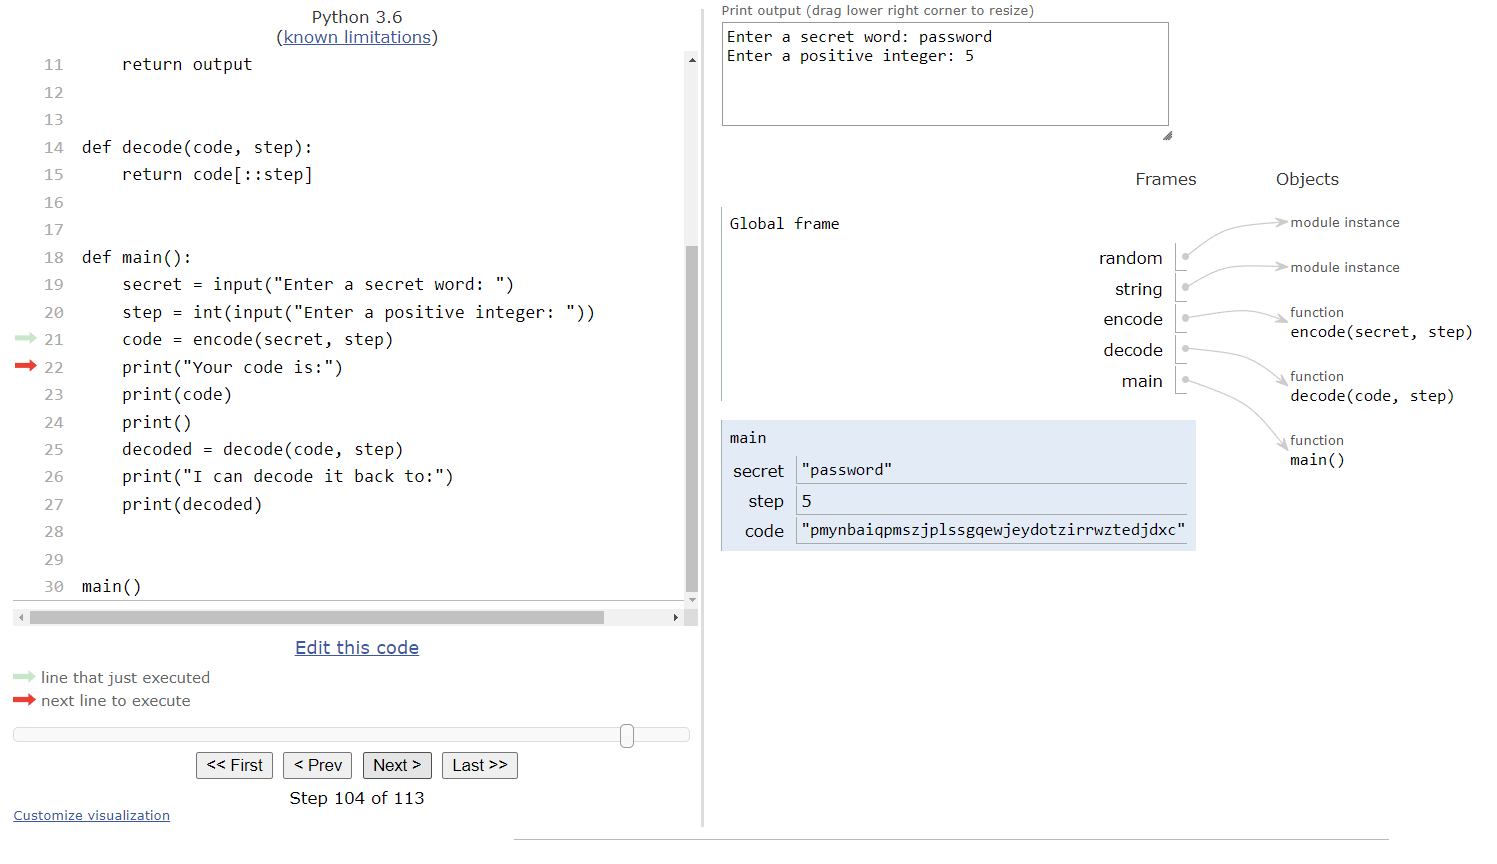 Python 3.6
(known limitations)
11 return output
12
13
14 def decode(code, step):
15 return code[::step]
16
17
18 def main():
19 secret = input("Enter a secret word: ")
20 step = int(input("Enter a positive integer: "))
21 code = encode(secret, step)
22 print("Your code is:")
23 print(code)
24 print()
25 decoded = decode(code, step)
26 print("I can decode it back to:")
27 print(decoded)
28
29
30 main()
Edit this code
line that just executed
next line to execute
<< First < Prev Next > Last >>
Step 104 of 113
Customize visualization
Print output (drag lower right corner to resize)
Enter a secret word: password
Enter a positive integer: 5
Frames Objects
Global frame
random module instance
string module instance
encode function
encode(secret, step)
decode function
decode(code, step)
main function
main()
main
secret "password"
step 5
code "pmynbaiqpmszjplssgqewjeydotzirrwztedjdxc"